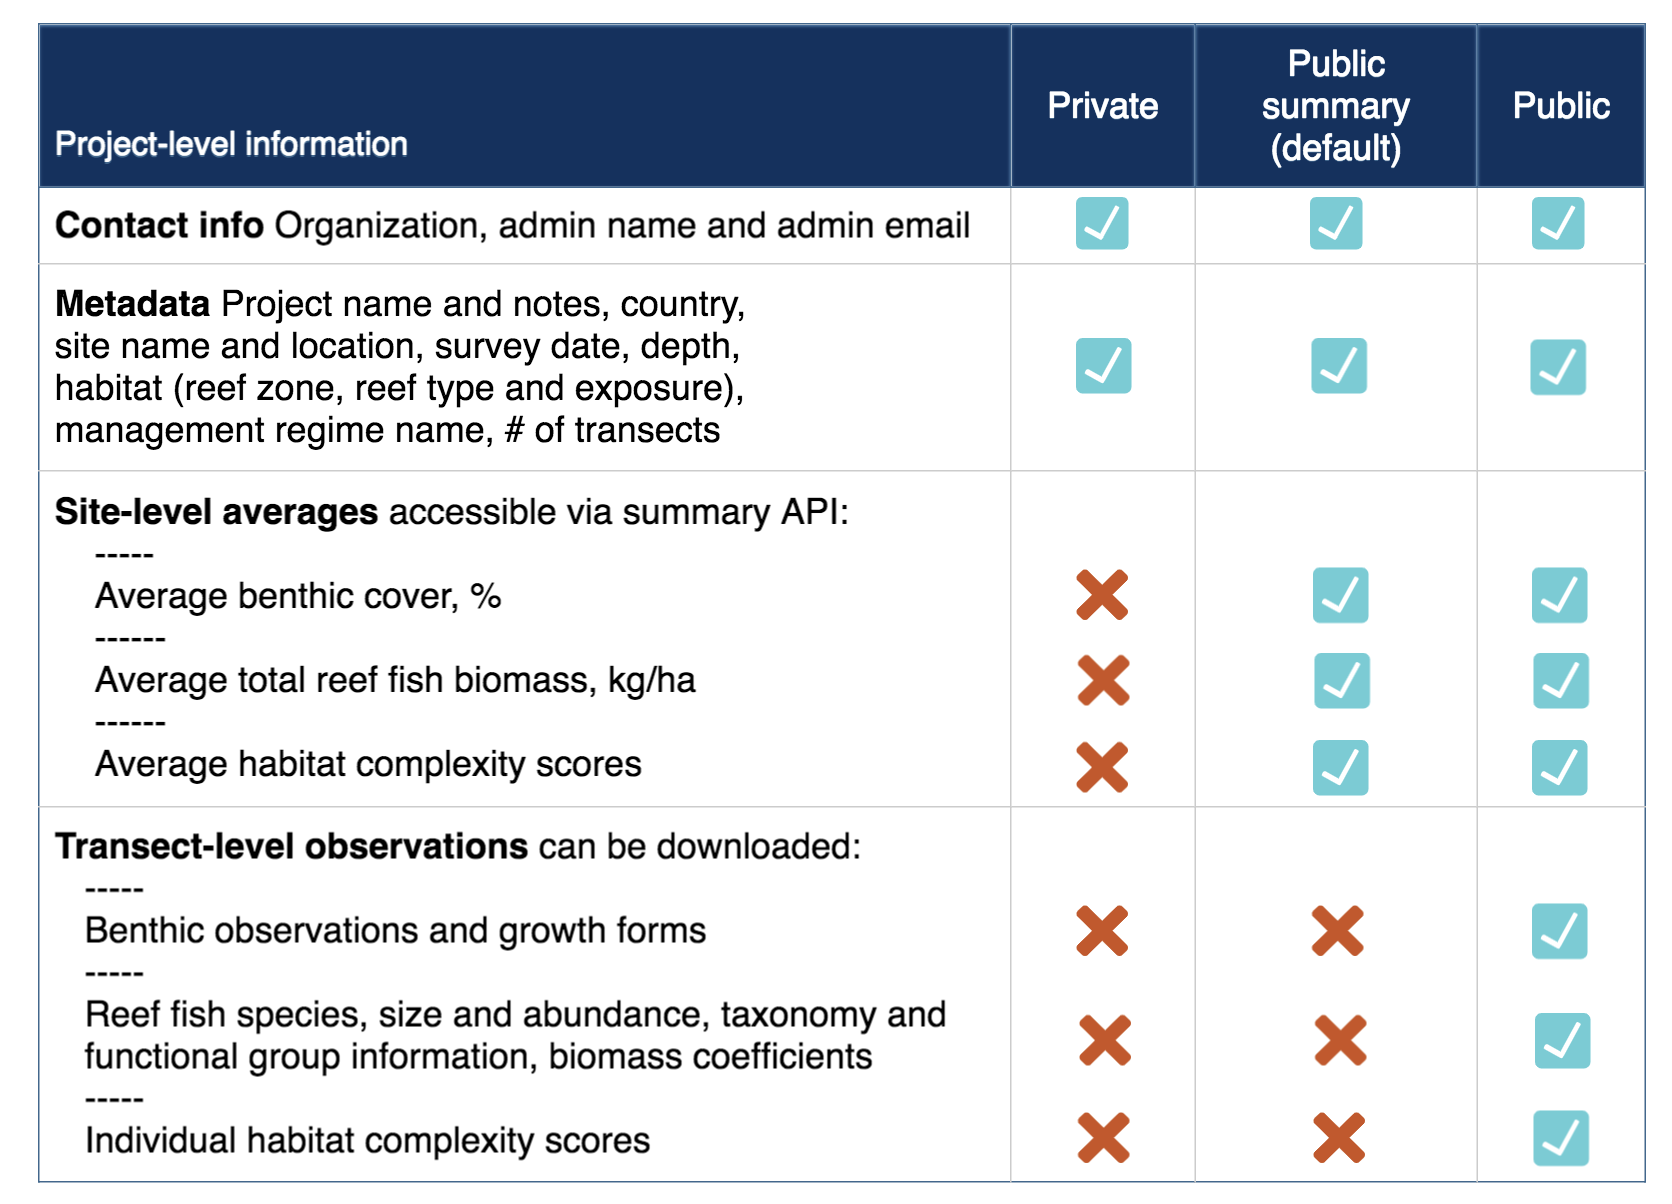 Project-level information
Private
Public
summary
(default)
Public
Contact info Organization, admin name and admin email
Metadata Project name and notes, country,
site name and location, survey date, depth,
habitat (reef zone, reef type and exposure),
management regime name, # of transects
Site-level averages accessible via summary API:
-----
Average benthic cover, %
------
Average total reef fish biomass, kg/ha
------
Average habitat complexity scores
Transect-level observations can be downloaded:
-----
Benthic observations and growth forms
-----
Reef fish species, size and abundance, taxonomy and
functional group information, biomass coefficients
-----
Individual habitat complexity scores